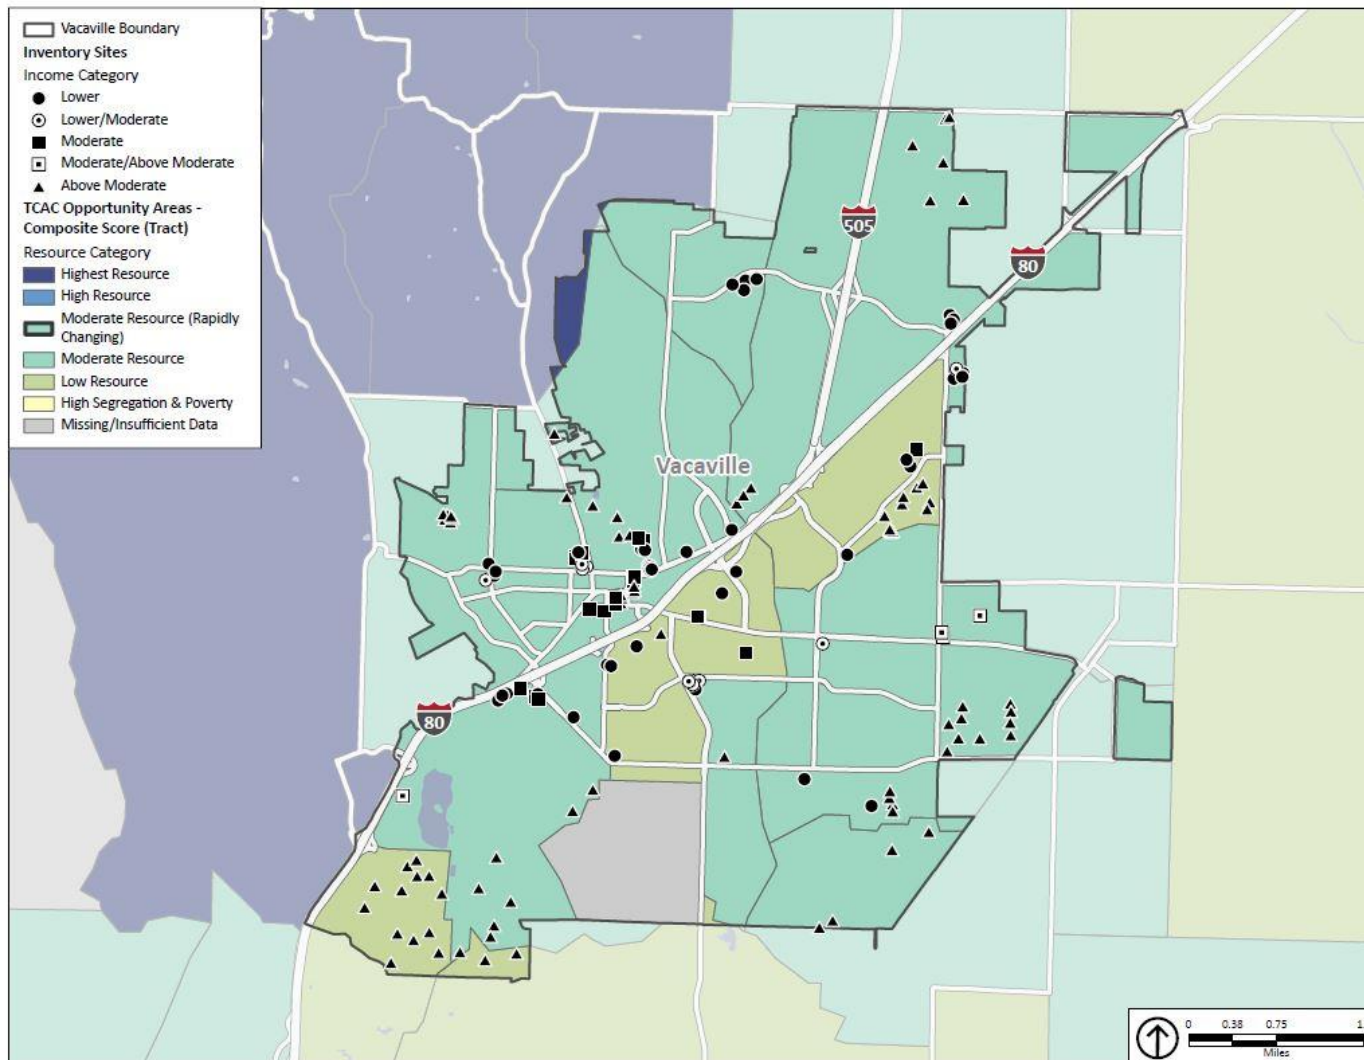 Vacaville Boundary
Inventory Sites
Income Category
Lower
Lower/Moderate
Moderate
Moderate/Above Moderate
Above Moderate
TCAC Opportunity Areas -
Composite Score (Tract)
Resource Category
Highest Resource
High Resource
Moderate Resource (Rapidly
Changing)
Moderate Resource
Low Resource
High Segregation & Poverty
Missing/Insufficient Data
505
80
Vacaville
80
0 0.38 0.75
Miles